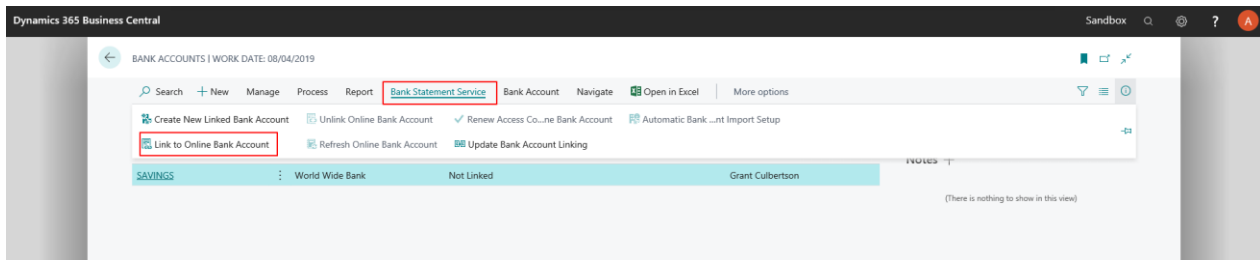 Dynamics 365 Business Central Sandbox ? A
BANK ACCOUNTS | WORK DATE: 08/04/2019
Search + New Manage Process Report Bank Statement Service Bank Account Navigate Open in Excel More options
Create New Linked Bank Account Unlink Online Bank Account Renew Access Co...ne Bank Account Automatic Bank ...nt Import Setup
Link to Online Bank Account Refresh Online Bank Account Update Bank Account Linking
Notes +
SAVINGS World Wide Bank Not Linked Grant Culbertson
(There is nothing to show in this view)